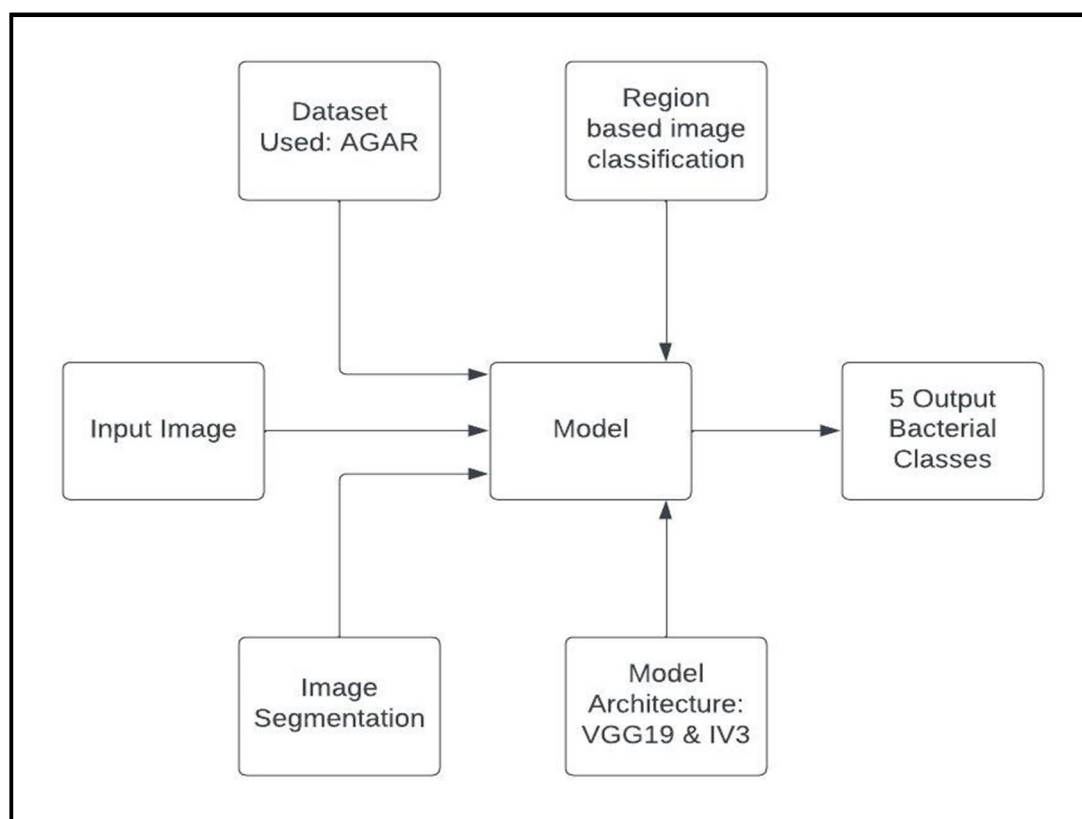 Dataset
Used: AGAR
Region
based image
classification
Input Image
Model
5 Output
Bacterial
Classes
Image
Segmentation
Model
Architecture:
VGG19 & IV3